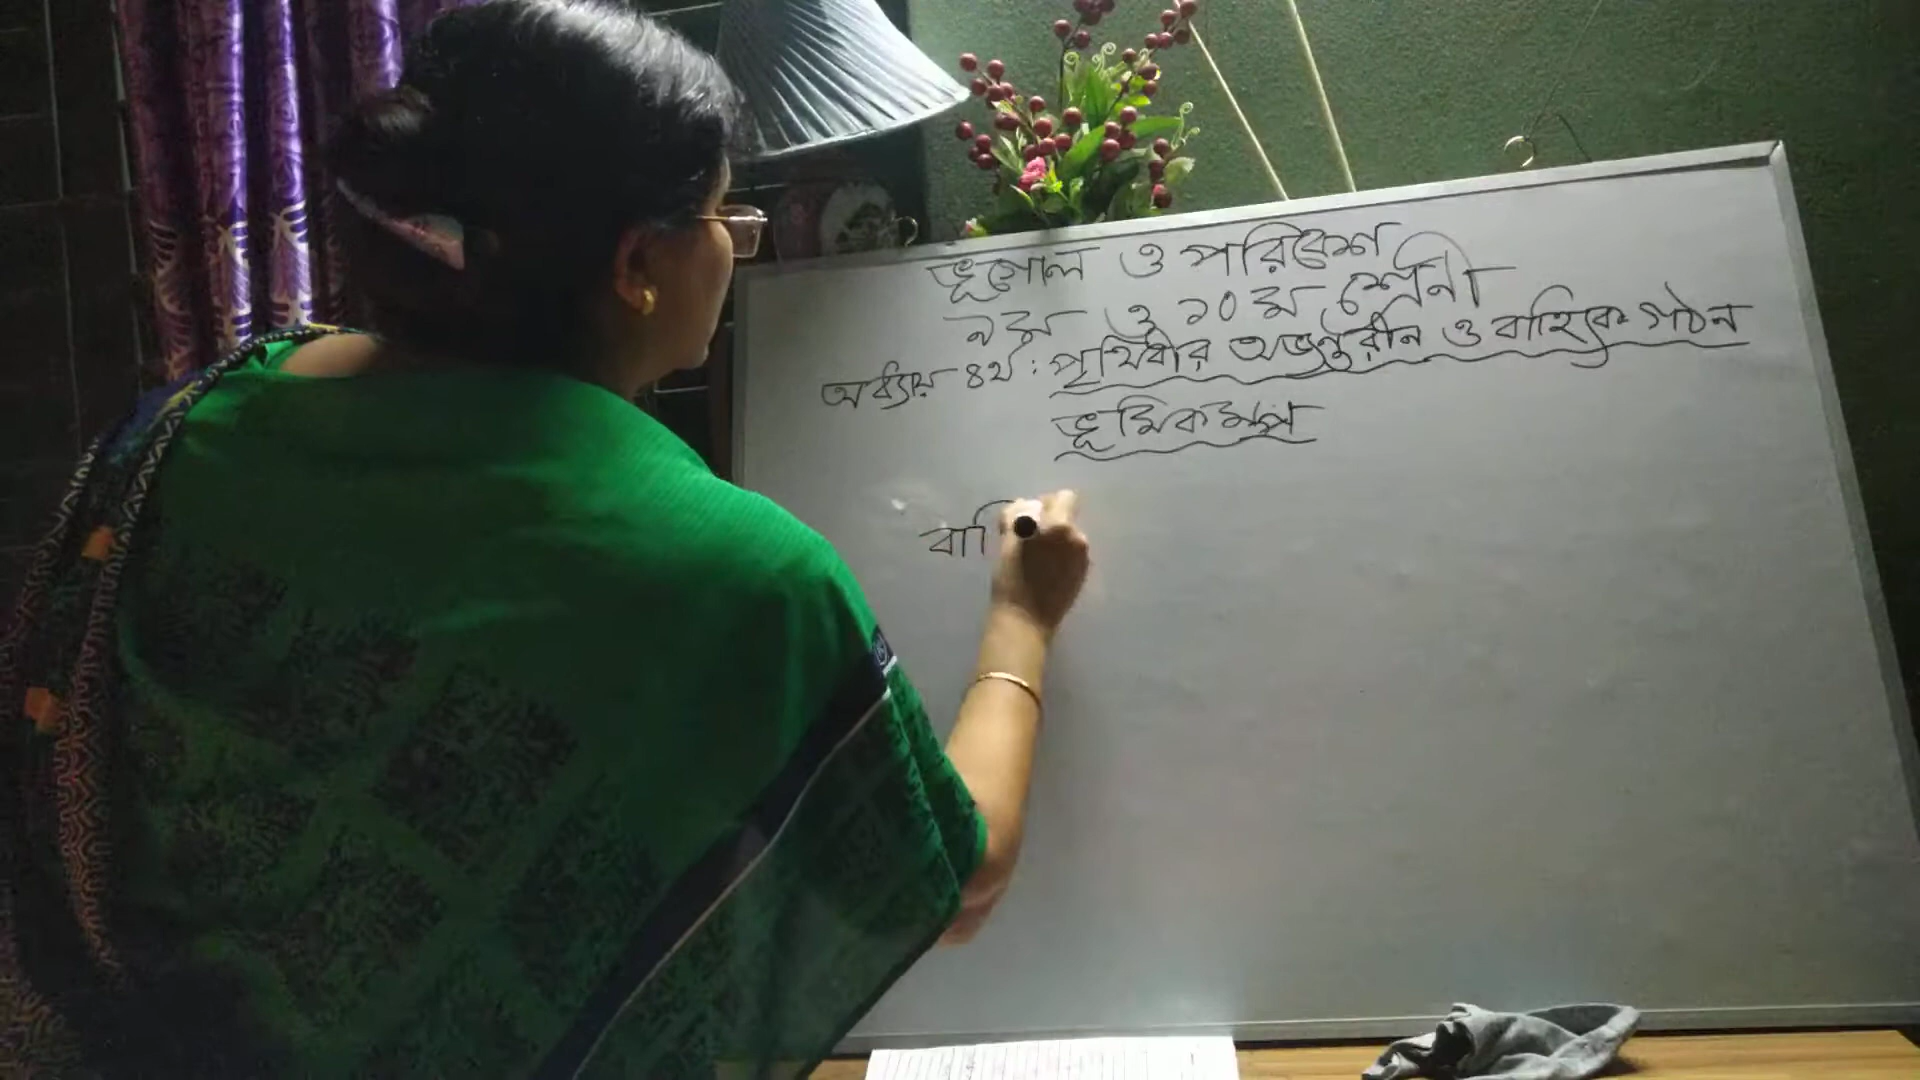 ভূগোল ও পরিবেশ
৯ম ও ১০ম শ্রেনী
অধ্যায় ৪র্থ : পৃথিবীর অভ্যন্তরীন ও বাহ্যিক গঠন
ভূমিকম্প